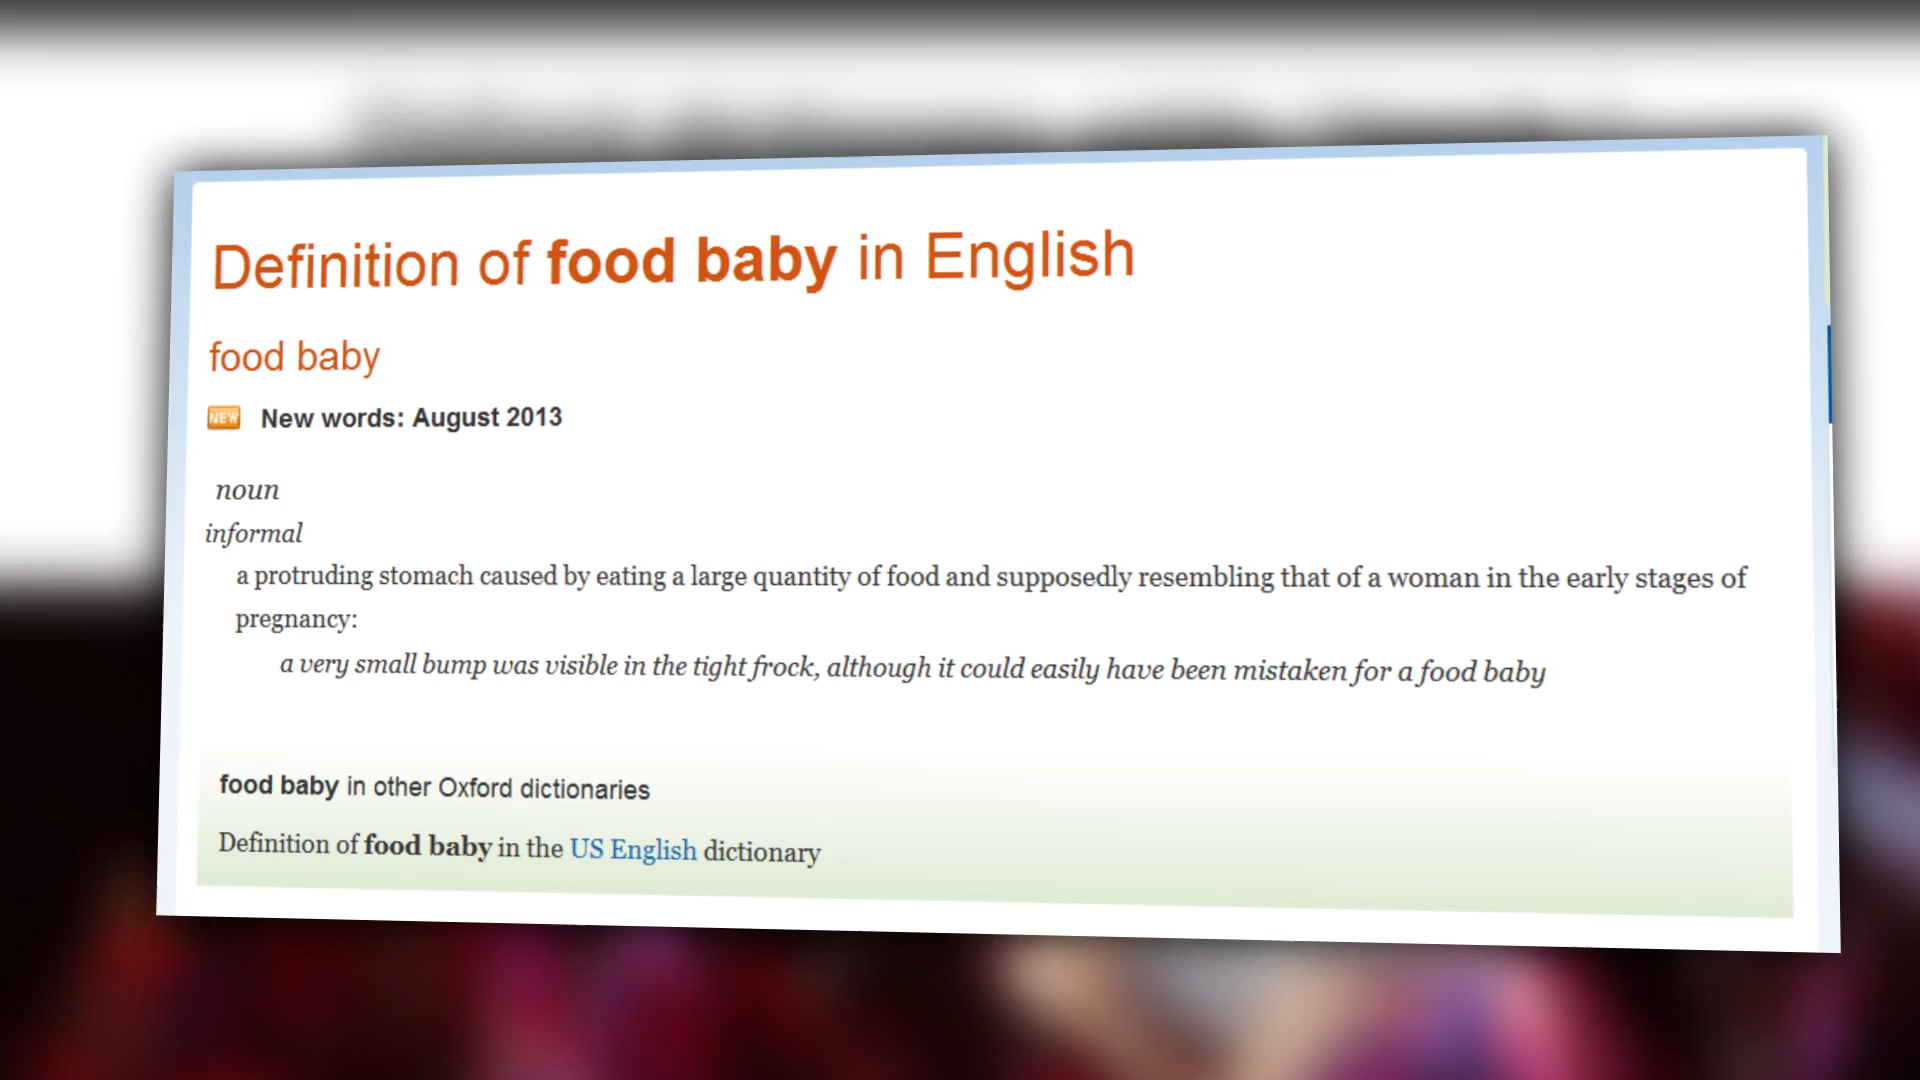 Definition of food baby in English
food baby
NEW New words: August 2013
noun
informal
a protruding stomach caused by eating a large quantity of food and supposedly resembling that of a woman in the early stages of
pregnancy:
a very small bump was visible in the tight frock, although it could easily have been mistaken for a food baby
food baby in other Oxford dictionaries
Definition of food baby in the US English dictionary